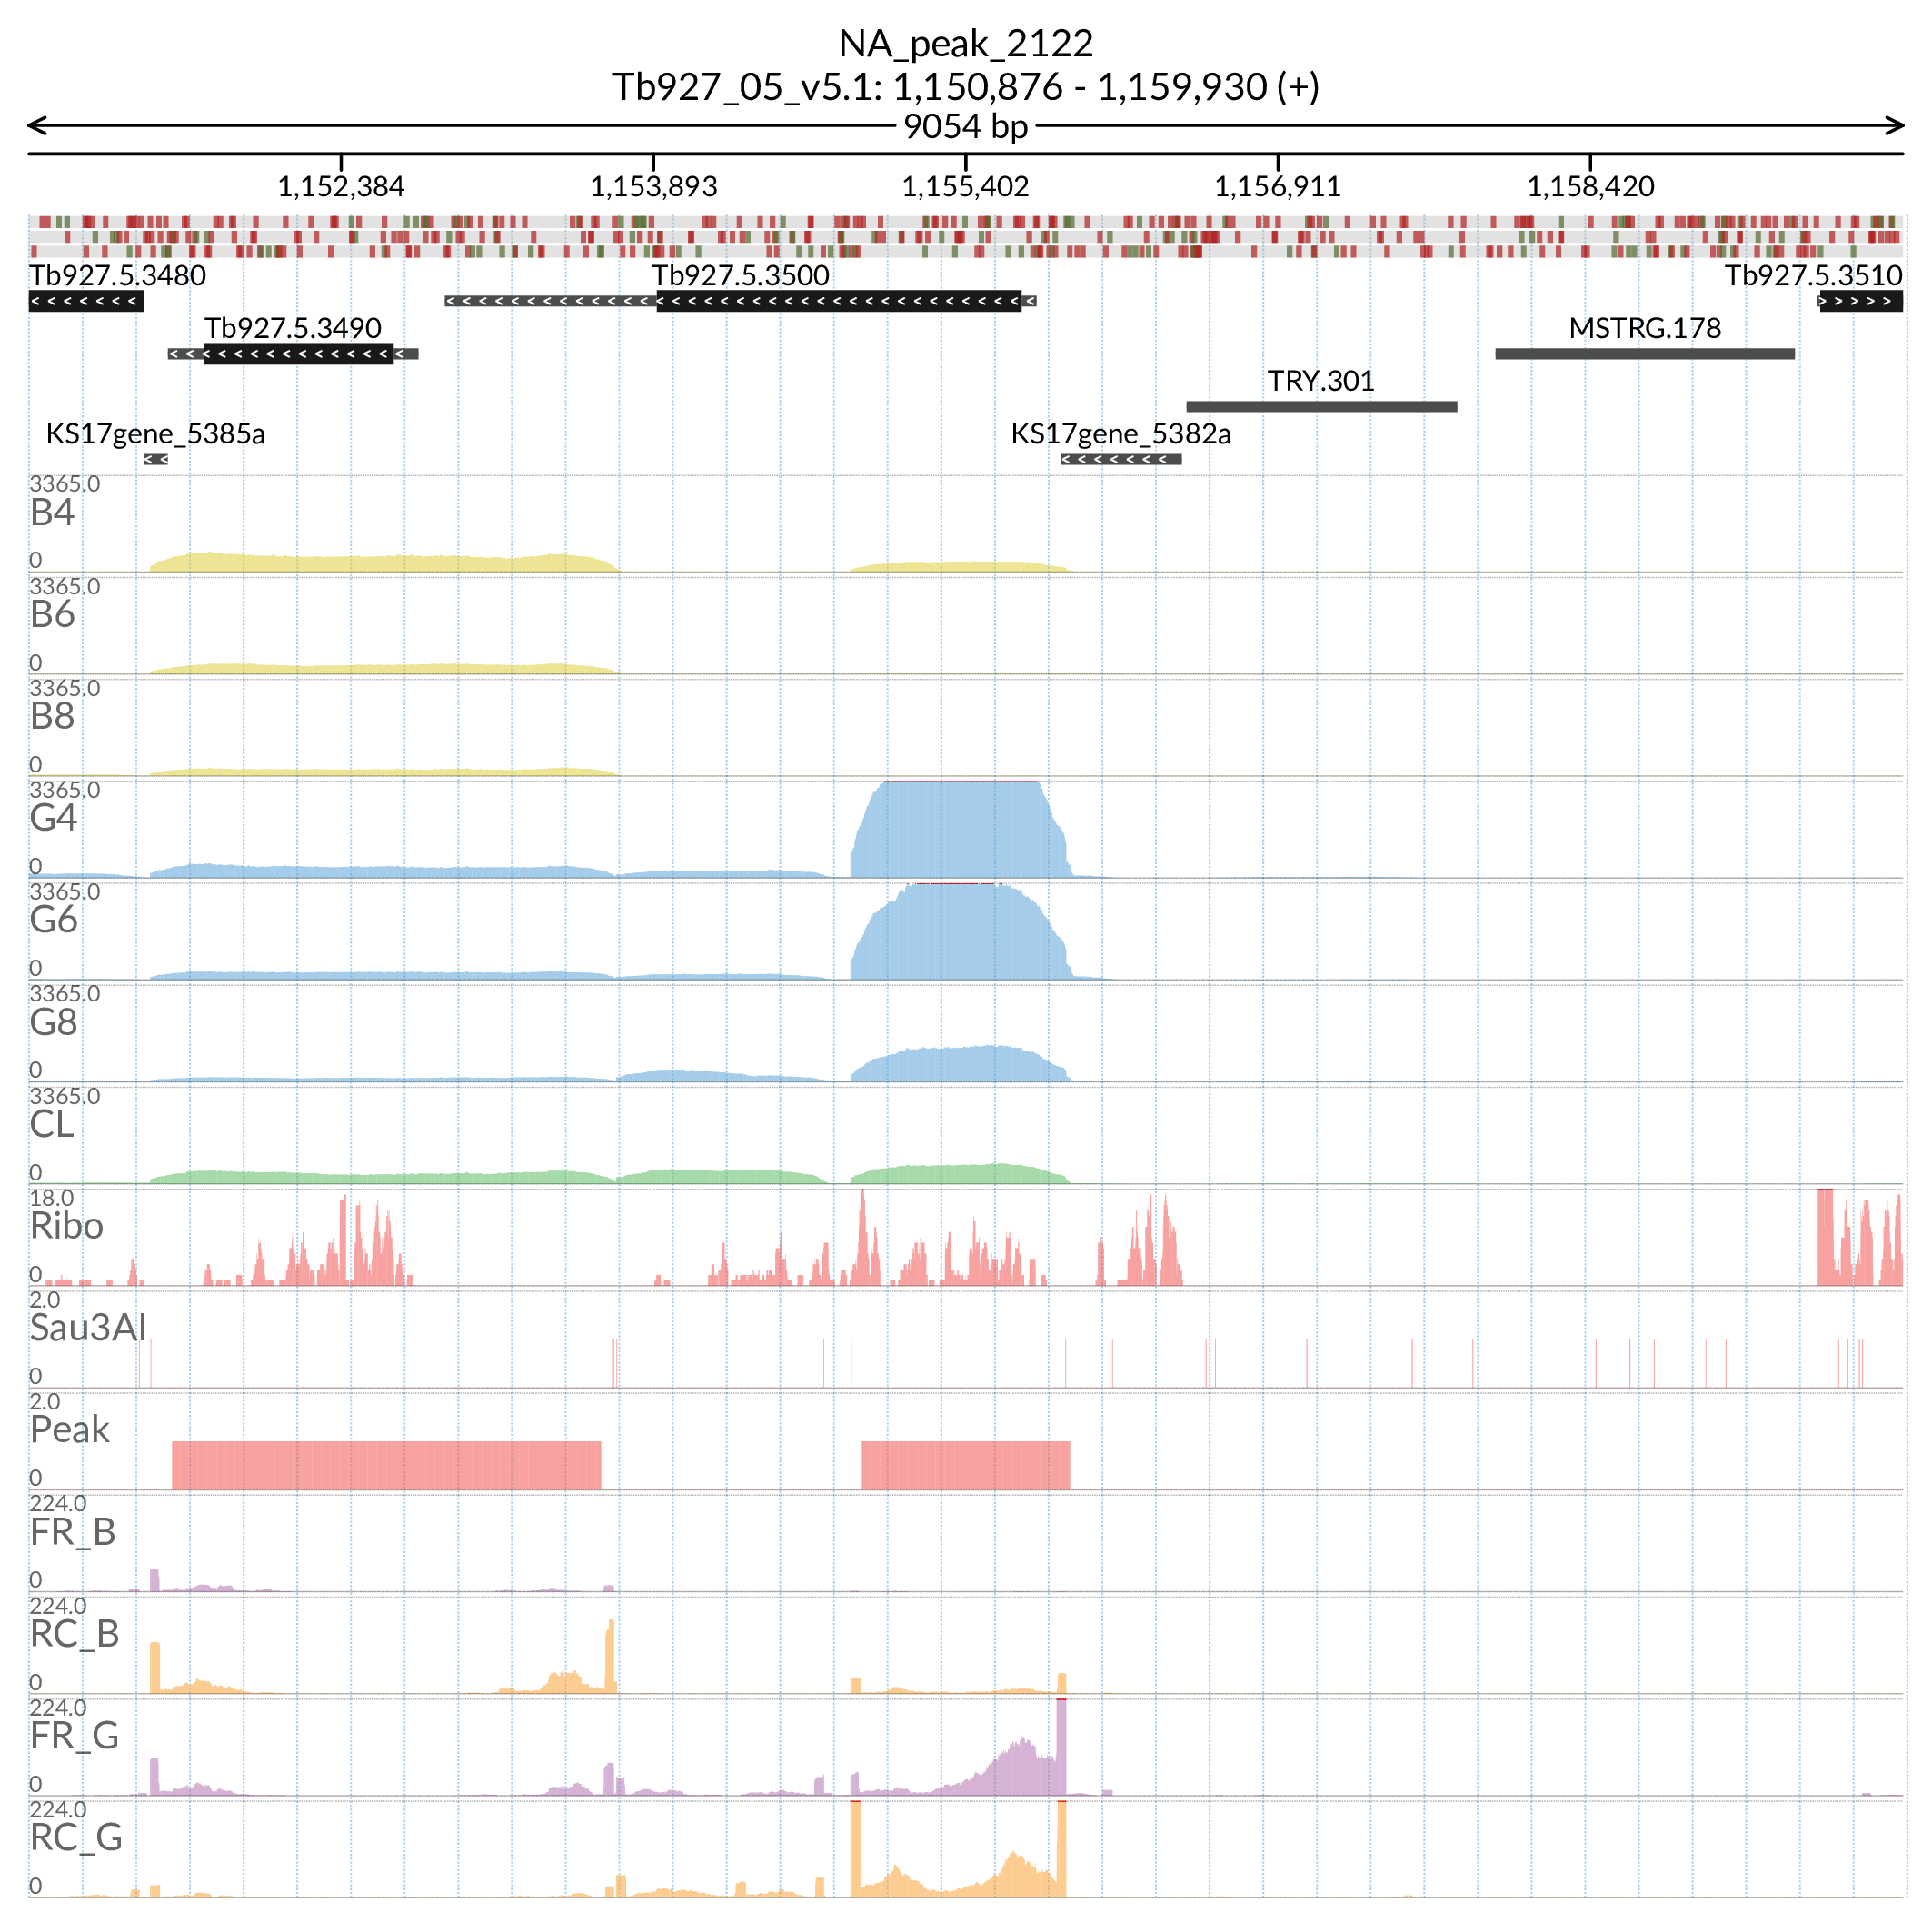 NA_peak_2122
Tb927_05_v5.1: 1,150,876 - 1,159,930 (+)
9054 bp
1,152,384 1,153,893 1,155,402 1,156,911 1,158,420
Tb927.5.3480 Tb927.5.3500 Tb927.5.3510
Tb927.5.3490 MSTRG.178
TRY.301
KS17gene_5385a KS17gene_5382a
3365.0
B4
0
3365.0
B6
0
3365.0
B8
0
3365.0
G4
0
3365.0
G6
0
3365.0
G8
0
3365.0
CL
0
18.0
Ribo
0
2.0
Sau3AI
0
2.0
Peak
0
224.0
FR_B
0
224.0
RC_B
0
224.0
FR_G
0
224.0
RC_G
0